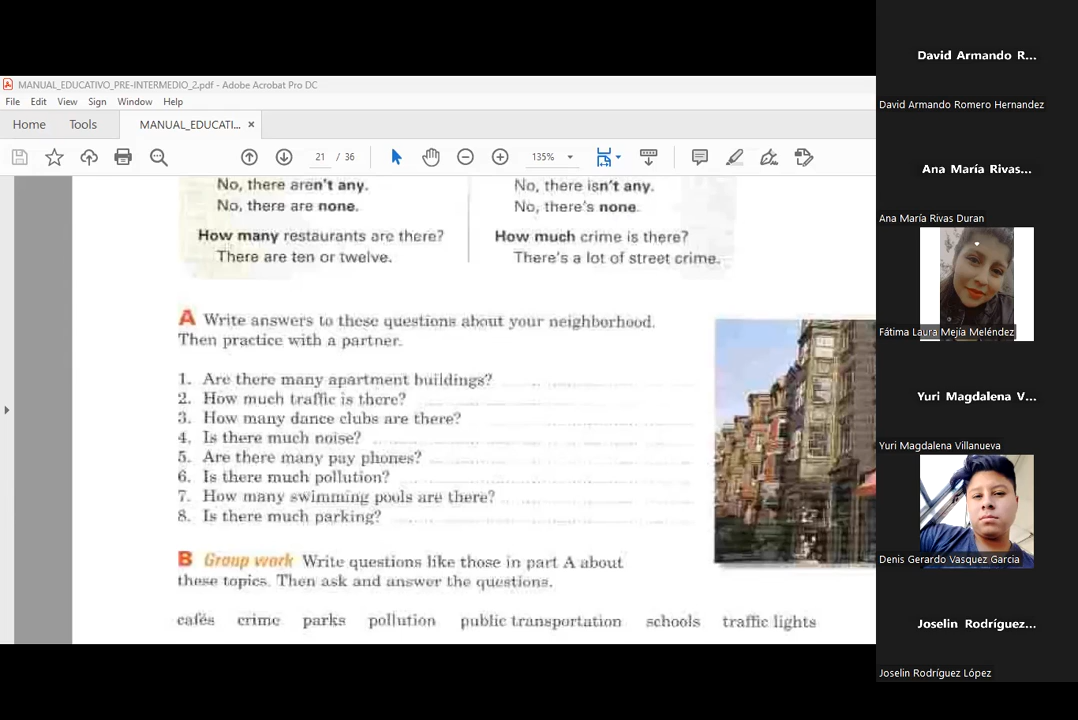 MANUAL_EDUCATIVO_PRE-INTERMEDIO_2.pdf - Adobe Acrobat Pro DC
File Edit View Sign Window Help
Home Tools MANUAL_EDUCATI... ×
21 / 36 135%
No, there aren't any.
No, there are none.
How many restaurants are there?
There are ten or twelve.
No, there isn't any.
No, there's none.
How much crime is there?
There's a lot of street crime.
A Write answers to these questions about your neighborhood.
Then practice with a partner.
1. Are there many apartment buildings?
2. How much traffic is there?
3. How many dance clubs are there?
4. Is there much noise?
5. Are there many pay phones?
6. Is there much pollution?
7. How many swimming pools are there?
8. Is there much parking?
B Group work Write questions like those in part A about
these topics. Then ask and answer the questions.
cafés crime parks pollution public transportation schools traffic lights
David Armando R...
David Armando Romero Hernandez
Ana María Rivas...
Ana María Rivas Duran
Fátima Laura Mejía Meléndez
Yuri Magdalena V...
Yuri Magdalena Villanueva
Denis Gerardo Vasquez Garcia
Joselin Rodríguez...
Joselin Rodríguez López